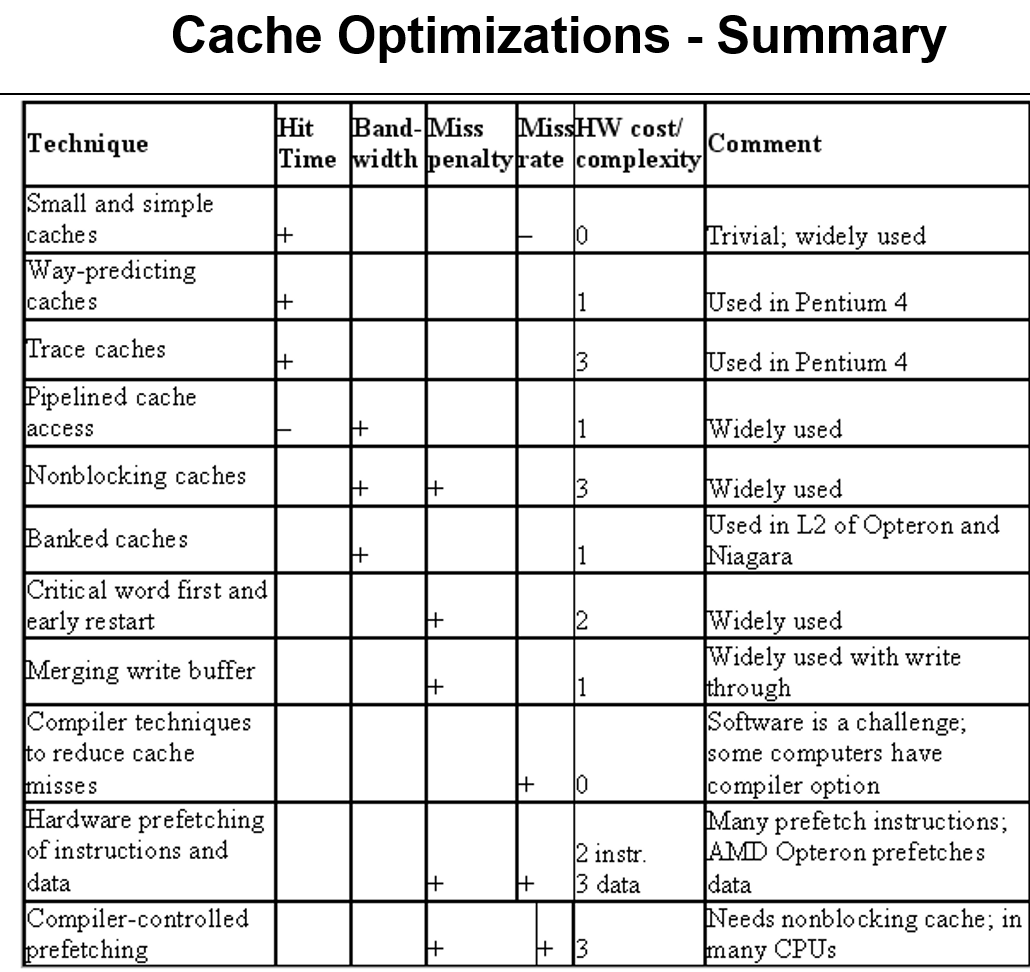 Cache Optimizations - Summary
Technique Hit Time Band-width Miss penalty Miss rate HW cost/ complexity Comment
Small and simple caches + – 0 Trivial; widely used
Way-predicting caches + 1 Used in Pentium 4
Trace caches + 3 Used in Pentium 4
Pipelined cache access – + 1 Widely used
Nonblocking caches + + 3 Widely used
Banked caches + 1 Used in L2 of Opteron and Niagara
Critical word first and early restart + 2 Widely used
Merging write buffer + 1 Widely used with write through
Compiler techniques to reduce cache misses + 0 Software is a challenge; some computers have compiler option
Hardware prefetching of instructions and data + + 2 instr. 3 data Many prefetch instructions; AMD Opteron prefetches data
Compiler-controlled prefetching + + 3 Needs nonblocking cache; in many CPUs